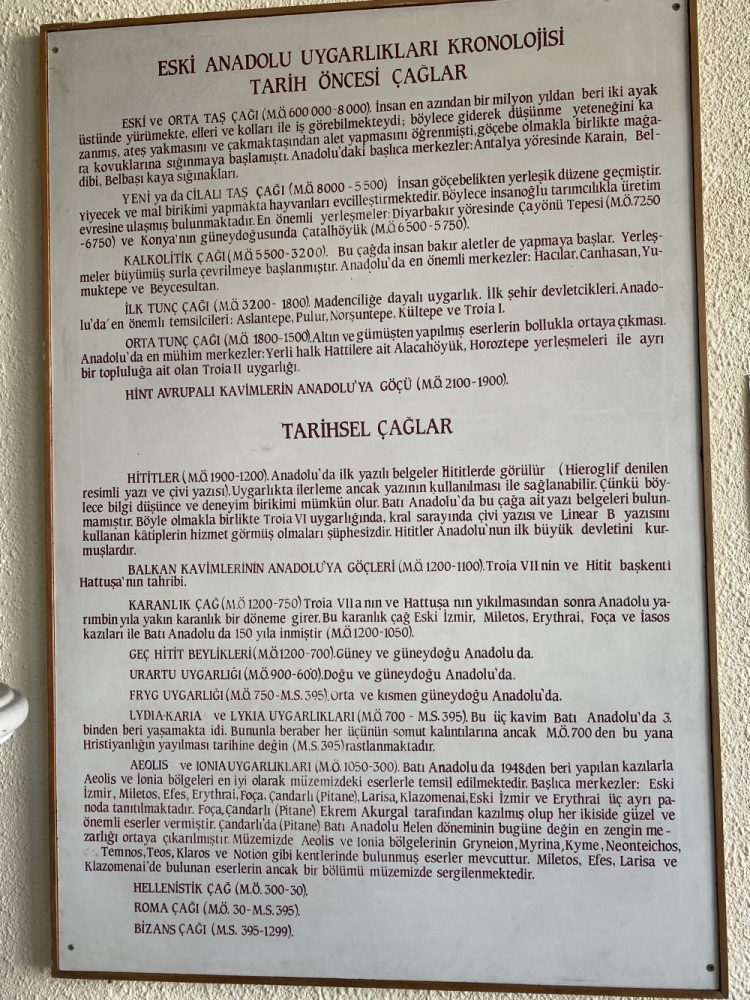 ESKİ ANADOLU UYGARLIKLARI KRONOLOJİSİ
TARİH ÖNCESİ ÇAĞLAR
ESKİ ve ORTA TAŞ ÇAĞI (M.Ö. 600 000-8 000). İnsan en azından bir milyon yıldan beri iki ayak
üstünde yürümekte, elleri ve kolları ile iş görebilmekteydi; böylece giderek düşünme yeteneğini ka
zanmış, ateş yakmasını ve çakmaktaşından alet yapmasını öğrenmişti,göçebe olmakla birlikte mağa-
ra kovuklarına sığınmaya başlamıştı. Anadolu'daki başlıca merkezler:Antalya yöresinde Karain, Bel-
dibi, Belbaşı kaya sığınakları.
YENİ ya da CİLALI TAŞ ÇAĞI (M.Ö 8000 - 5500) İnsan göçebelikten yerleşik düzene geçmiştir.
Yiyecek ve mal birikimi yapmakta hayvanları evcilleştirmektedir. Böylece insanoğlu tarımcılıkla üretim
evresine ulaşmış bulunmaktadır. En önemli yerleşmeler: Diyarbakır yöresinde Çayönü Tepesi (M.Ö.7250
-6750) ve Konya'nın güneydoğusunda Çatalhöyük (M.Ö 6500 - 5750).
KALKOLİTİK ÇAĞ (M.Ö 5500-3200). Bu çağda insan bakır aletler de yapmaya başlar. Yerleş-
meler büyümüş surla çevrilmeye başlanmıştır. Anadolu'da en önemli merkezler: Hacılar, Canhasan, Yu-
muktepe ve Beycesultan.
İLK TUNÇ ÇAĞI (M.Ö. 3200- 1800). Madenciliğe dayalı uygarlık. İlk şehir devletcikleri. Anado-
lu'da en önemli temsilcileri: Aslantepe, Pulur, Norşuntepe, Kültepe ve Troia I.
ORTA TUNÇ ÇAĞI (M.Ö. 1800-1500). Altın ve gümüşten yapılmış eserlerin bollukla ortaya çıkması.
Anadolu'da en mühim merkezler: Yerli halk Hattilere ait Alacahöyük, Horoztepe yerleşmeleri ile ayrı
bir topluluğa ait olan Troia II uygarlığı.
HİNT AVRUPALI KAVİMLERİN ANADOLU'YA GÖÇÜ (M.Ö. 2100-1900).
TARİHSEL ÇAĞLAR
HİTİTLER (M.Ö. 1900-1200). Anadolu'da ilk yazılı belgeler Hititlerde görülür (Hieroglif denilen
resimli yazı ve çivi yazısı). Uygarlıkta ilerleme ancak yazının kullanılması ile sağlanabilir. Çünkü böy-
lece bilgi düşünce ve deneyim birikimi mümkün olur. Batı Anadolu'da bu çağa ait yazı belgeleri bulun-
mamıştır. Böyle olmakla birlikte Troia VI uygarlığında, kral sarayında çivi yazısı ve Linear B yazısını
kullanan kâtiplerin hizmet görmüş olmaları şüphesizdir. Hititler Anadolu'nun ilk büyük devletini kur-
muşlardır.
BALKAN KAVİMLERİNİN ANADOLU'YA GÖÇLERİ (M.Ö. 1200-1100). Troia VII nin ve Hitit başkenti
Hattuşa'nın tahribi.
KARANLIK ÇAĞ (M.Ö 1200-750) Troia VII a nın ve Hattuşa nın yıkılmasından sonra Anadolu ya-
rımbin yıla yakın karanlık bir döneme girer. Bu karanlık çağ Eski İzmir, Miletos, Erythrai, Foça ve İasos
kazıları ile Batı Anadolu da 150 yıla inmiştir (M.Ö 1200-1050).
GEÇ HİTİT BEYLİKLERİ (M.Ö.1200-700). Güney ve güneydoğu Anadolu da.
URARTU UYGARLIĞI (M.Ö.900-600). Doğu ve güneydoğu Anadolu'da.
FRYG UYGARLIĞI (M.Ö 750-M.S.395). Orta ve kısmen güneydoğu Anadolu'da.
LYDIA-KARIA ve LYKIA UYGARLIKLARI (M.Ö 700 - M.S. 395). Bu üç kavim Batı Anadolu'da 3.
binden beri yaşamakta idi. Bununla beraber her üçünün somut kalıntılarına ancak M.Ö.700 den bu yana
Hristiyanlığın yayılması tarihine değin (M.S.395) rastlanmaktadır.
AEOLIS ve IONIA UYGARLIKLARI (M.Ö. 1050-300). Batı Anadolu da 1948den beri yapılan kazılarla
Aeolis ve İonia bölgeleri en iyi olarak müzemizdeki eserlerle temsil edilmektedir. Başlıca merkezler: Eski
İzmir, Miletos, Efes, Erythrai, Foça, Çandarlı (Pitane), Larisa, Klazomenai, Eski İzmir ve Erythrai üç ayrı pa-
noda tanıtılmaktadır. Foça, Çandarlı (Pitane) Ekrem Akurgal tarafından kazılmış olup her ikiside güzel ve
önemli eserler vermiştir. Çandarlı'da (Pitane) Batı Anadolu Helen döneminin bugüne değin en zengin me-
zarlığı ortaya çıkarılmıştır. Müzemizde Aeolis ve Ionia bölgelerinin Gryneion, Myrina, Kyme, Neonteichos,
Temnos, Teos, Klaros ve Notion gibi kentlerinde bulunmuş eserler mevcuttur. Miletos, Efes, Larisa ve
Klazomenai'de bulunan eserlerin ancak bir bölümü müzemizde sergilenmektedir.
HELLENİSTİK ÇAĞ (M.Ö. 300-30).
ROMA ÇAĞI (M.Ö. 30-M.S.395).
BİZANS ÇAĞI (M.S. 395-1299).